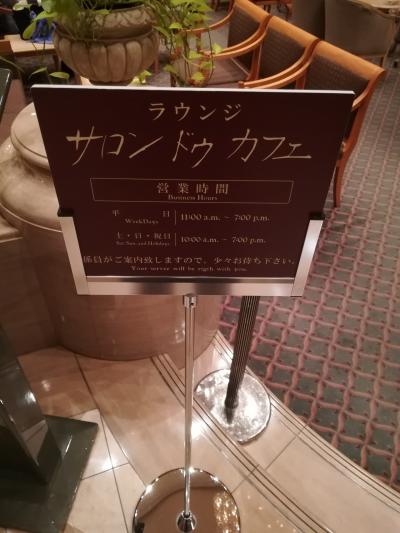 ラウンジ
サロン ドゥ カフェ
営業時間
Business Hours
平 日 11:00 a.m. ~ 7:00 p.m.
WeekDays
土・日・祝日 10:00 a.m. ~ 7:00 p.m.
Sat. Sun. and Holidays
係員がご案内致しますので、少々お待ち下さい.
Your server will be rigth with you.